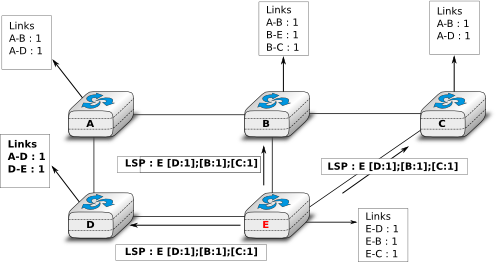 Links
A-B : 1
A-D : 1
Links
A-B : 1
B-E : 1
B-C : 1
Links
A-B : 1
A-D : 1
A
B
C
Links
A-D : 1
D-E : 1
LSP : E [D:1];[B:1];[C:1]
LSP : E [D:1];[B:1];[C:1]
D
E
Links
E-D : 1
E-B : 1
E-C : 1
LSP : E [D:1];[B:1];[C:1]